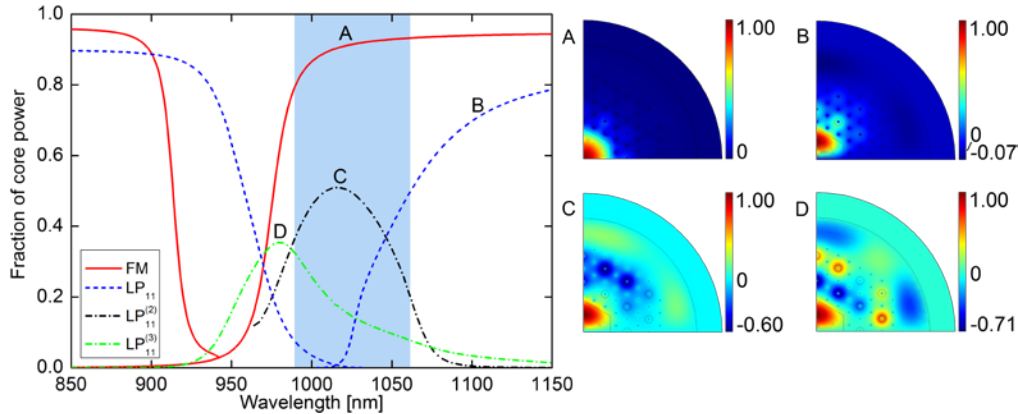 1.0
0.8
0.6
0.4
0.2
0.0
Fraction of core power
850
900
950
1000
1050
1100
1150
Wavelength [nm]
A
B
C
D
FM
LP₁₁
LP₁₁⁽²⁾
LP₁₁⁽³⁾
A
1.00
0
B
1.00
0
-0.07
C
1.00
0
-0.60
D
1.00
0
-0.71